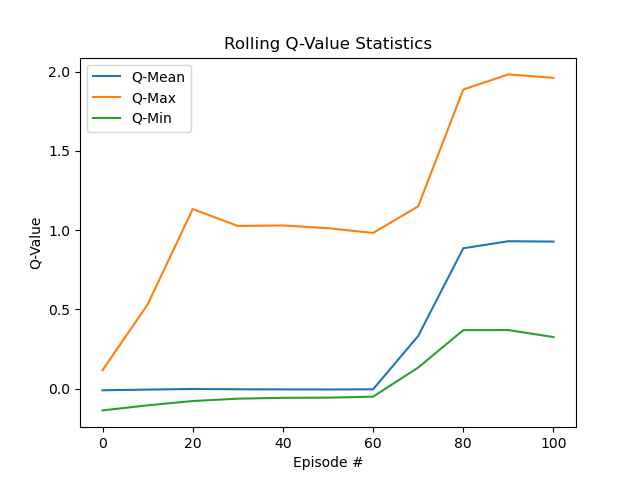 Rolling Q-Value Statistics
Q-Mean
Q-Max
Q-Min
Q-Value
2.0
1.5
1.0
0.5
0.0
0 20 40 60 80 100
Episode #